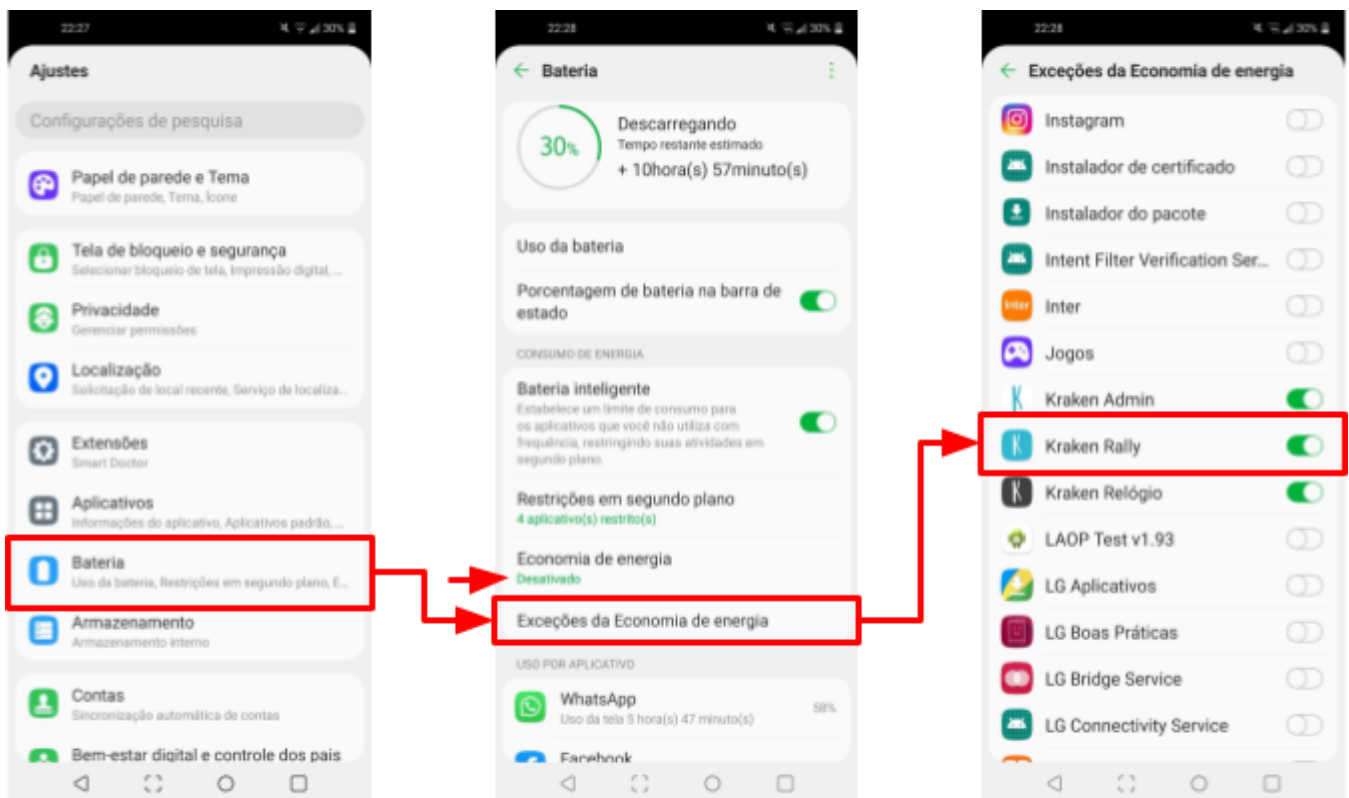 22:27
30%
Ajustes
Configurações de pesquisa
Papel de parede e Tema
Papel de parede, Tema, Ícone
Tela de bloqueio e segurança
Selecionar bloqueio de tela, Impressão digital, ...
Privacidade
Gerenciar permissões
Localização
Solicitação de local recente, Serviço de localiza...
Extensões
Smart Doctor
Aplicativos
Informações do aplicativo, Aplicativos padrão, ...
Bateria
Uso da bateria, Restrições em segundo plano, E...
Armazenamento
Armazenamento interno
Contas
Sincronização automática de contas
Bem-estar digital e controle dos pais
22:28
30%
Bateria
30%
Descarregando
Tempo restante estimado
+ 10hora(s) 57minuto(s)
Uso da bateria
Porcentagem de bateria na barra de
estado
CONSUMO DE ENERGIA
Bateria inteligente
Estabelece um limite de consumo para
os aplicativos que você não utiliza com
frequência, restringindo suas atividades em
segundo plano.
Restrições em segundo plano
4 aplicativo(s) restrito(s)
Economia de energia
Desativado
Exceções da Economia de energia
USO POR APLICATIVO
WhatsApp
Uso da tela 5 hora(s) 47 minuto(s)
58%
Facebook
22:28
30%
Exceções da Economia de energia
Instagram
Instalador de certificado
Instalador do pacote
Intent Filter Verification Ser...
inter
Inter
Jogos
K
Kraken Admin
K
Kraken Rally
K
Kraken Relógio
LAOP Test v1.93
LG Aplicativos
LG Boas Práticas
LG Bridge Service
LG Connectivity Service